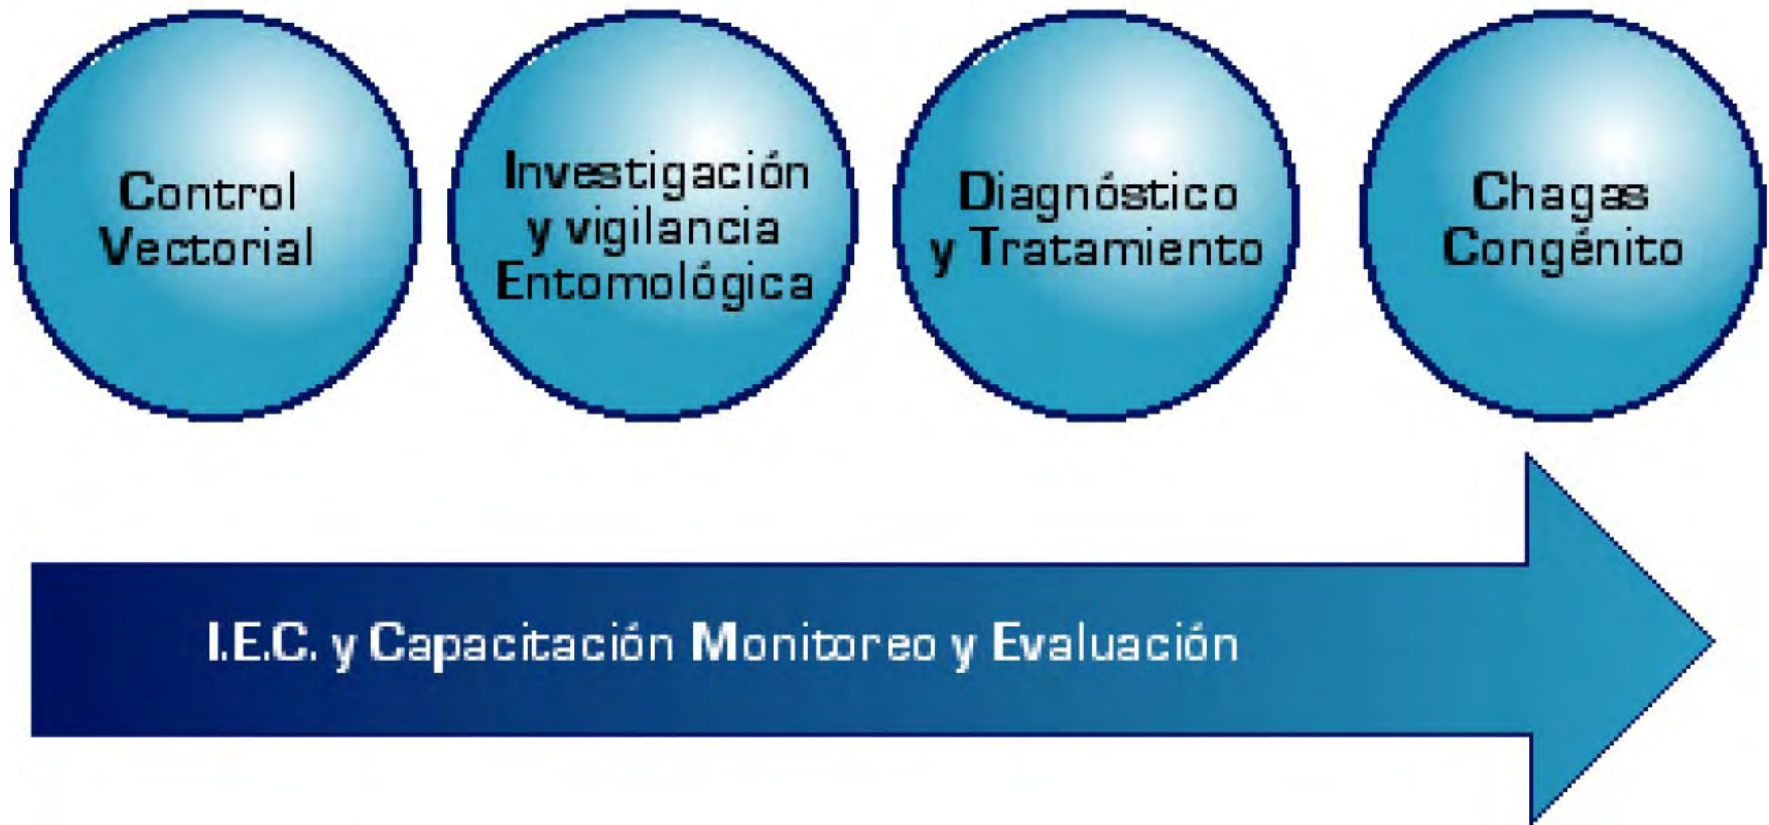 Control
Vectorial
Investigación
y vigilancia
Entomológica
Diagnóstico
y Tratamiento
Chagas
Congénito
I.E.C. y Capacitación Monitoreo y Evaluación